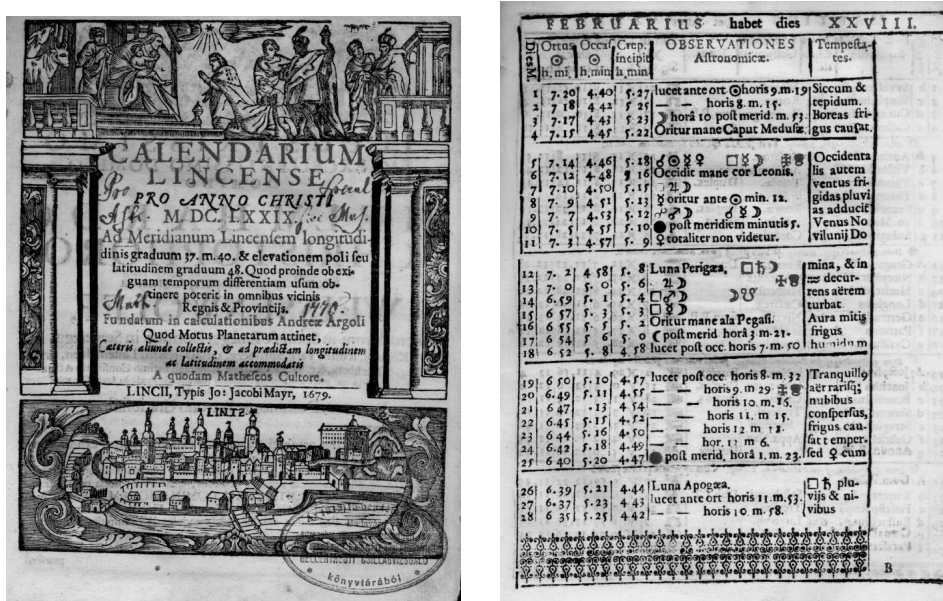 CALENDARIUM
LINCENSE
PRO ANNO CHRISTI
M. DC. LXXIX.
Ad Meridianum Lincensem longitudi-
dinis graduum 37. m. 40. & elevationem poli seu
latitudinem graduum 48. Quod proinde ob exi-
guam temporum differentiam usum ob-
stinere poterit in omnibus vicinis
Regnis & Provincijs.
Fundatum in calculationibus Andreæ Argoli
Quod Motus Planetarum attinet,
Cæteris aliunde collectis, & ad prædictam longitudinem
ac latitudinem accommodatis
A quodam Matheseos Cultore.
LINCII, Typis Jo: Jacobi Mayr, 1679.
LINTZ
könyvtárából
FEBRUARIUS habet dies XXVIII.
Dies M Ortus ☉ h. mi. Occas ☉ h. min Crep. incipit h. min OBSERVATIONES Astronomicæ. Tempesta-
tes.
1 7. 20 4. 40 5. 27 lucet ante ort ☉ horis 9. m. 19 Siccum &
2 7 18 4 42 5 25 — — horis 8. m. 15. tepidum.
3 7. 17 4 43 5 23 ☽ horâ 10 post merid. m. 53. Boreas fri-
4 7. 15 4 45 5. 22 Oritur mane Caput Medusæ. gus causat.
5 7. 14 4. 46 5. 18 ☌ ☉ ☿ ♀ □ ☿ ☽ Occidenta
6 7. 12 4. 48 16 Occidit mane cor Leonis. lis autem
7 7. 10 4. 50 5. 15 ♃ ☽ ventus fri-
8 7. 9 4 51 5. 13 ☿ oritur ante ☉ min. 12. gidas pluvi
9 7. 7 4 53 5. 12 ☍ ♂ ☽ ☌ ☿ ☽ as adducit
10 7. 5 4 55 5. 10 ● post meridiem minutis 5. Venus No
11 7. 3 4. 57 5. 9 ♀ totaliter non videtur. vilunij Do
12 7. 2 4 58 5. 8 Luna Perigæa. □ ♄ ☽ mina, & in
13 7. 0 5. 0 5. 6 ♃ ☽ ♒ decur-
14 6. 59 5. 1 5. 4 □ ♂ ☽ ☽ ☋ rens aërem
15 6 57 5. 3 5. 3 □ ☿ ☽ turbat
16 6 55 5. 5 5. 2 Oritur mane ala Pegasi. Aura mitis
17 6 54 5. 6 5. 0 ☾ post merid horâ 3 m. 21. frigus
18 6 52 5. 8 4 58 lucet post occ. horis 7. m. 50 humidum
19 6 50 5. 10 4. 57 lucet post occ. horis 8. m. 32 Tranquillo
20 6. 49 5. 11 4. 55 — — horis 9. m 29 aër rarisq;
21 6. 47 . 13 4 54 — — horis 10. m. 15. nubibus
22 6. 45 5. 15 4. 52 — — horis 11. m 15. conspersus,
23 6 44 5. 16 4. 50 — — horis 12 m frigus cau-
24 6. 42 5. 18 4. 49 — — hor. m 6. sat temper.
25 6 40 5. 20 4. 47 ● post merid. horâ 1. m. 23. sed ♀ cum
26 6. 39 5. 21 4. 44 Luna Apogæa. □ ♄ plu-
27 6. 37 5. 23 4 43 lucet ante ort horis 11. m. 53. vijs & ni-
28 6 35 5. 25 4 42 — — horis 10. m. 58. vibus
B